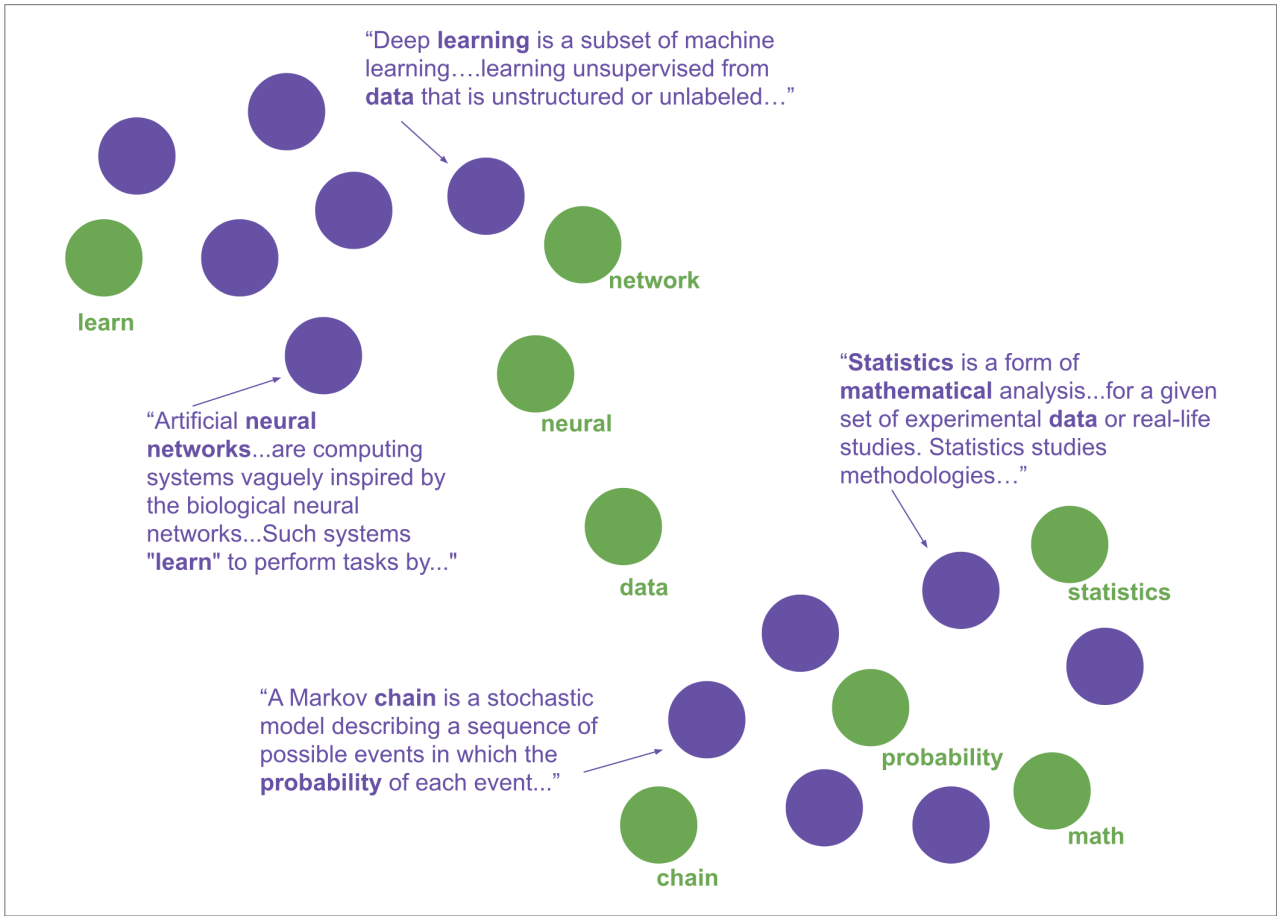 “Deep learning is a subset of machine
learning….learning unsupervised from
data that is unstructured or unlabeled…”
network
learn
“Artificial neural
networks...are computing
systems vaguely inspired by
the biological neural
networks...Such systems
"learn" to perform tasks by..."
neural
“Statistics is a form of
mathematical analysis...for a given
set of experimental data or real-life
studies. Statistics studies
methodologies…”
data
statistics
“A Markov chain is a stochastic
model describing a sequence of
possible events in which the
probability of each event...”
probability
math
chain